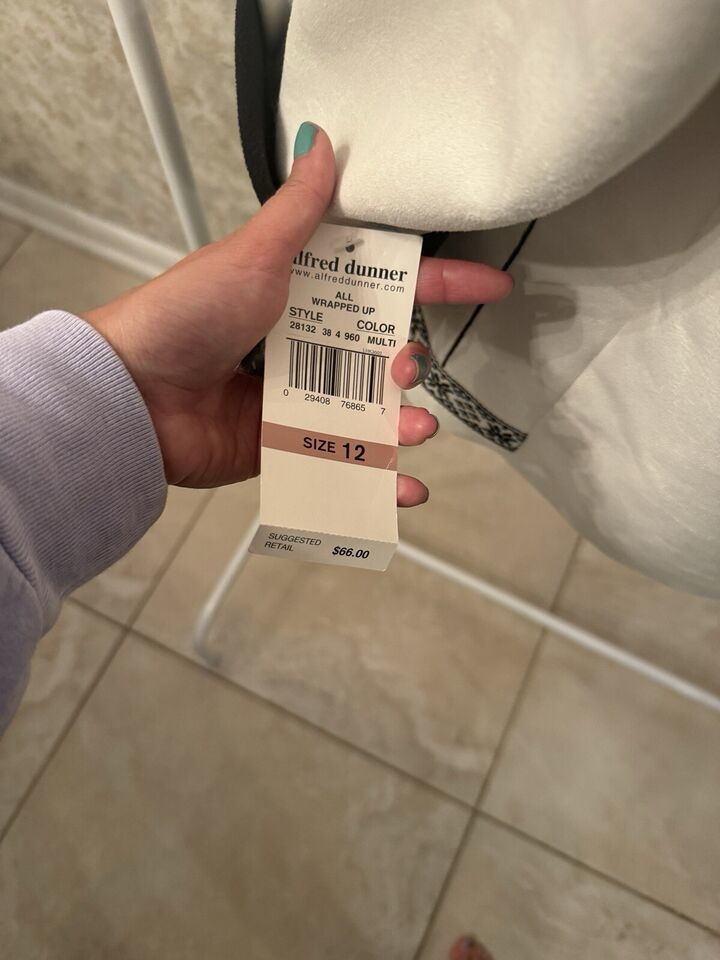 alfred dunner
www.alfreddunner.com
ALL
WRAPPED UP
STYLE COLOR
28132 38 4 960 MULTI
0 29408 76865 7
SIZE 12
SUGGESTED
RETAIL $66.00